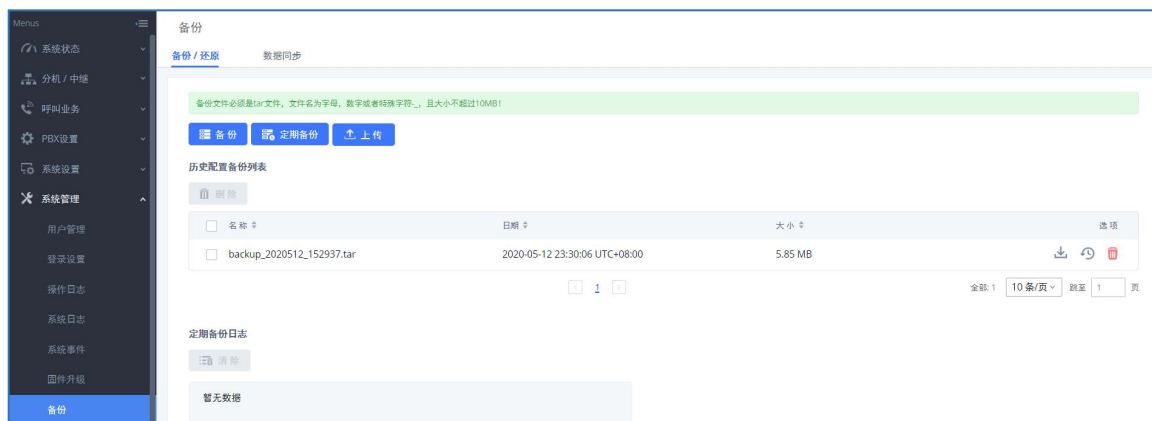 Menus
系统状态
分机 / 中继
呼叫业务
PBX设置
系统设置
系统管理
用户管理
登录设置
操作日志
系统日志
系统事件
固件升级
备份
备份
备份 / 还原 数据同步
备份文件必须是tar文件，文件名为字母，数字或者特殊字符-_，且大小不超过10MB！
备份 定期备份 上传
历史配置备份列表
删除
名称 日期 大小 选项
backup_2020512_152937.tar 2020-05-12 23:30:06 UTC+08:00 5.85 MB
< 1 > 全部: 1 10 条/页 跳至 1 页
定期备份日志
清除
暂无数据